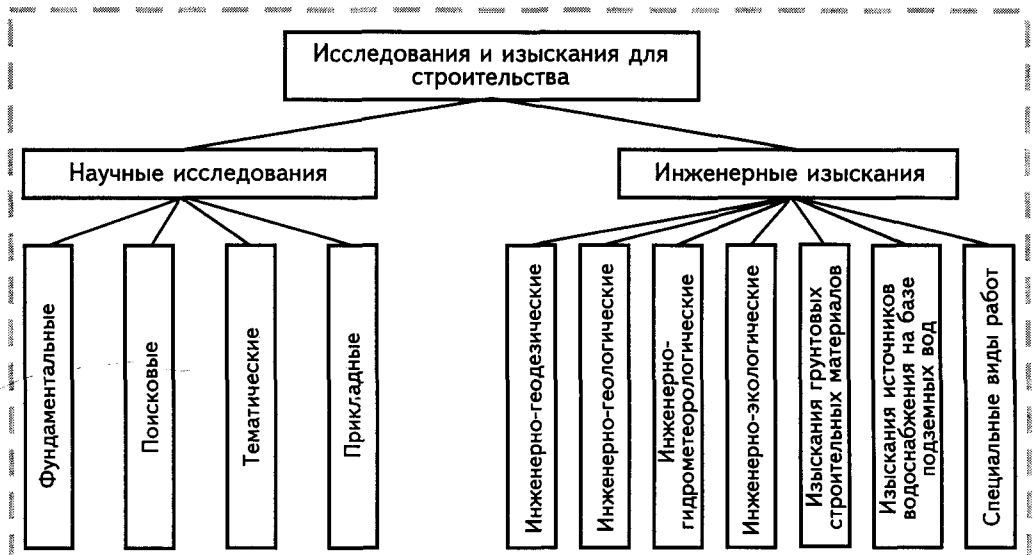 Исследования и изыскания для
строительства
Научные исследования
Инженерные изыскания
Фундаментальные
Поисковые
Тематические
Прикладные
Инженерно-геодезические
Инженерно-геологические
Инженерно-
гидрометеорологические
Инженерно-экологические
Изыскания грунтовых
строительных материалов
Изыскания источников
водоснабжения на базе
подземных вод
Специальные виды работ